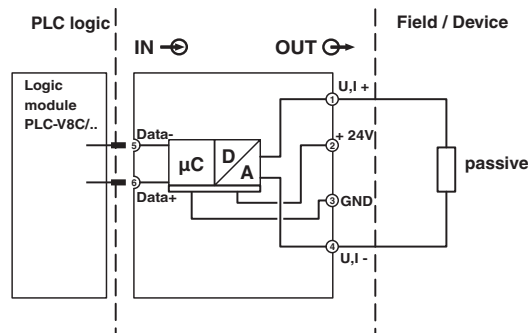 PLC logic
IN
OUT
Field / Device
Logic
module
PLC-V8C/..
Data-
5
6
Data+
µC
D
A
U,I +
1
+ 24V
2
3
GND
4
U,I -
passive